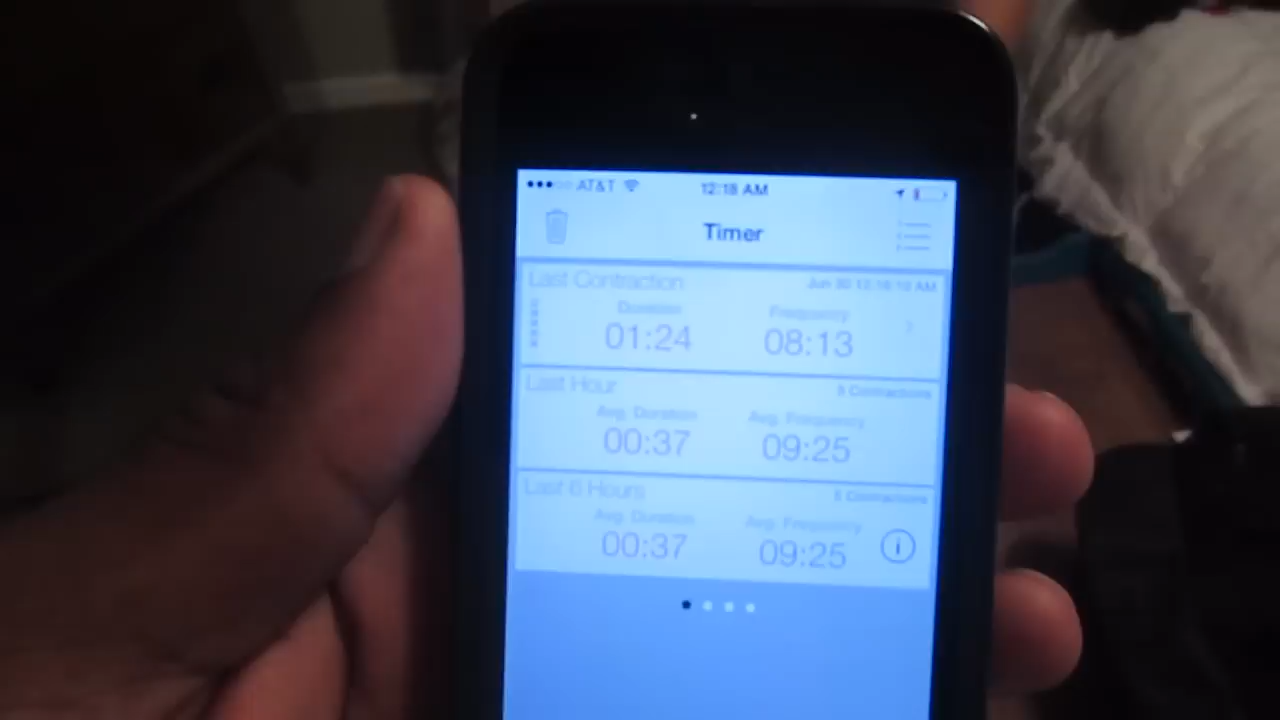 AT&T 12:18 AM
Timer
Last Contraction
Duration Frequency
01:24 08:13
Last Hour Contractions
Avg. Duration Avg. Frequency
00:37 09:25
Last 6 Hours Contractions
Avg. Duration Avg. Frequency
00:37 09:25